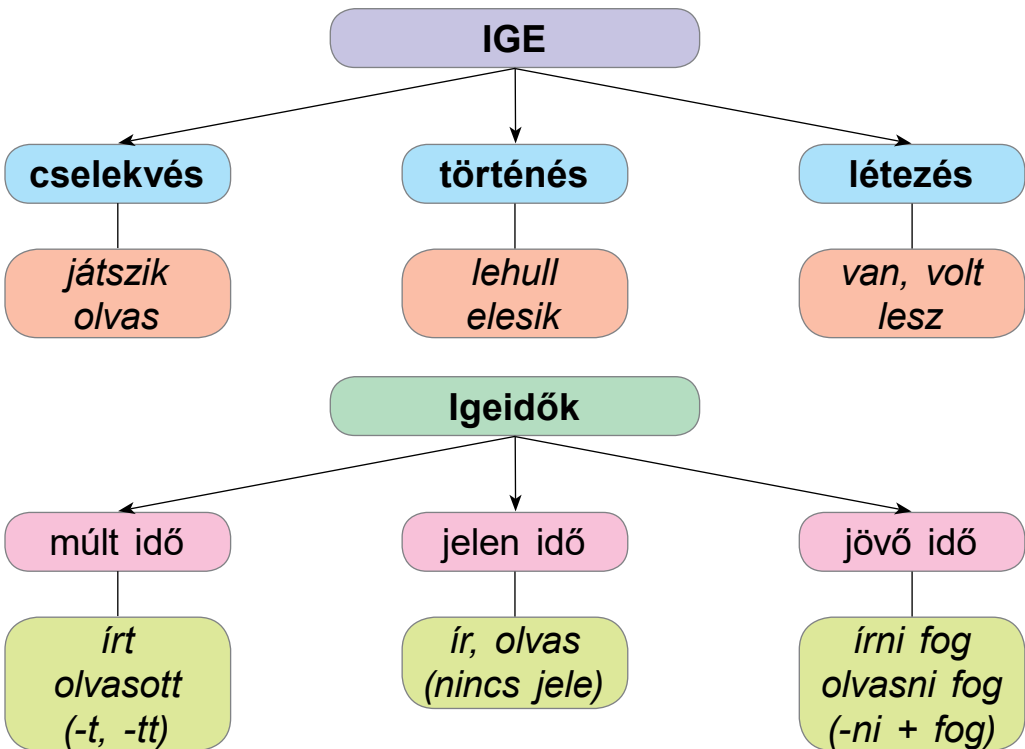 IGE
cselekvés
történés
létezés
játszik
olvas
lehull
elesik
van, volt
lesz
Igeidők
múlt idő
jelen idő
jövő idő
írt
olvasott
(-t, -tt)
ír, olvas
(nincs jele)
írni fog
olvasni fog
(-ni + fog)